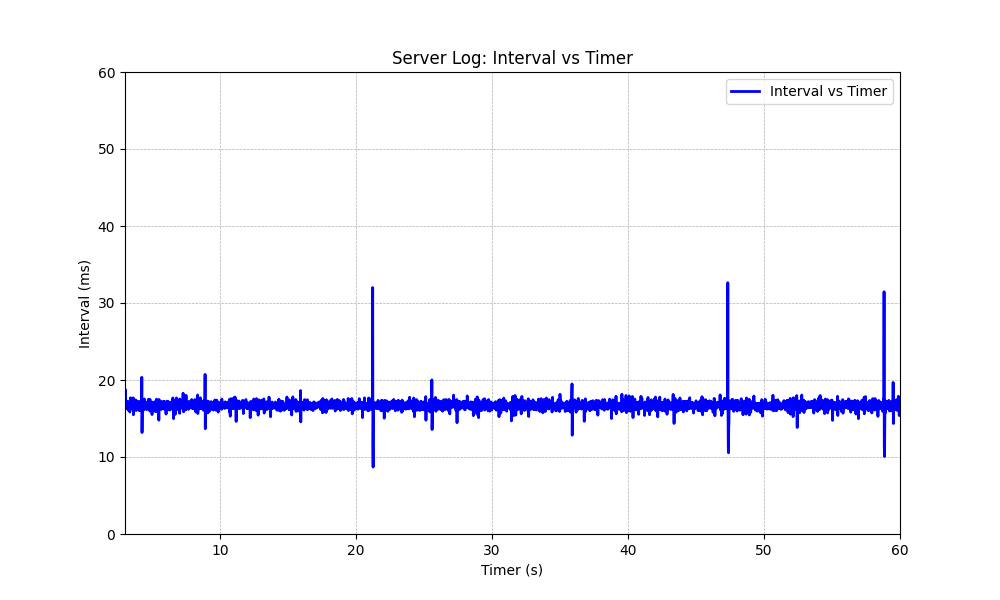 Server Log: Interval vs Timer
Interval vs Timer
60
50
40
30
20
10
0
Interval (ms)
10 20 30 40 50 60
Timer (s)